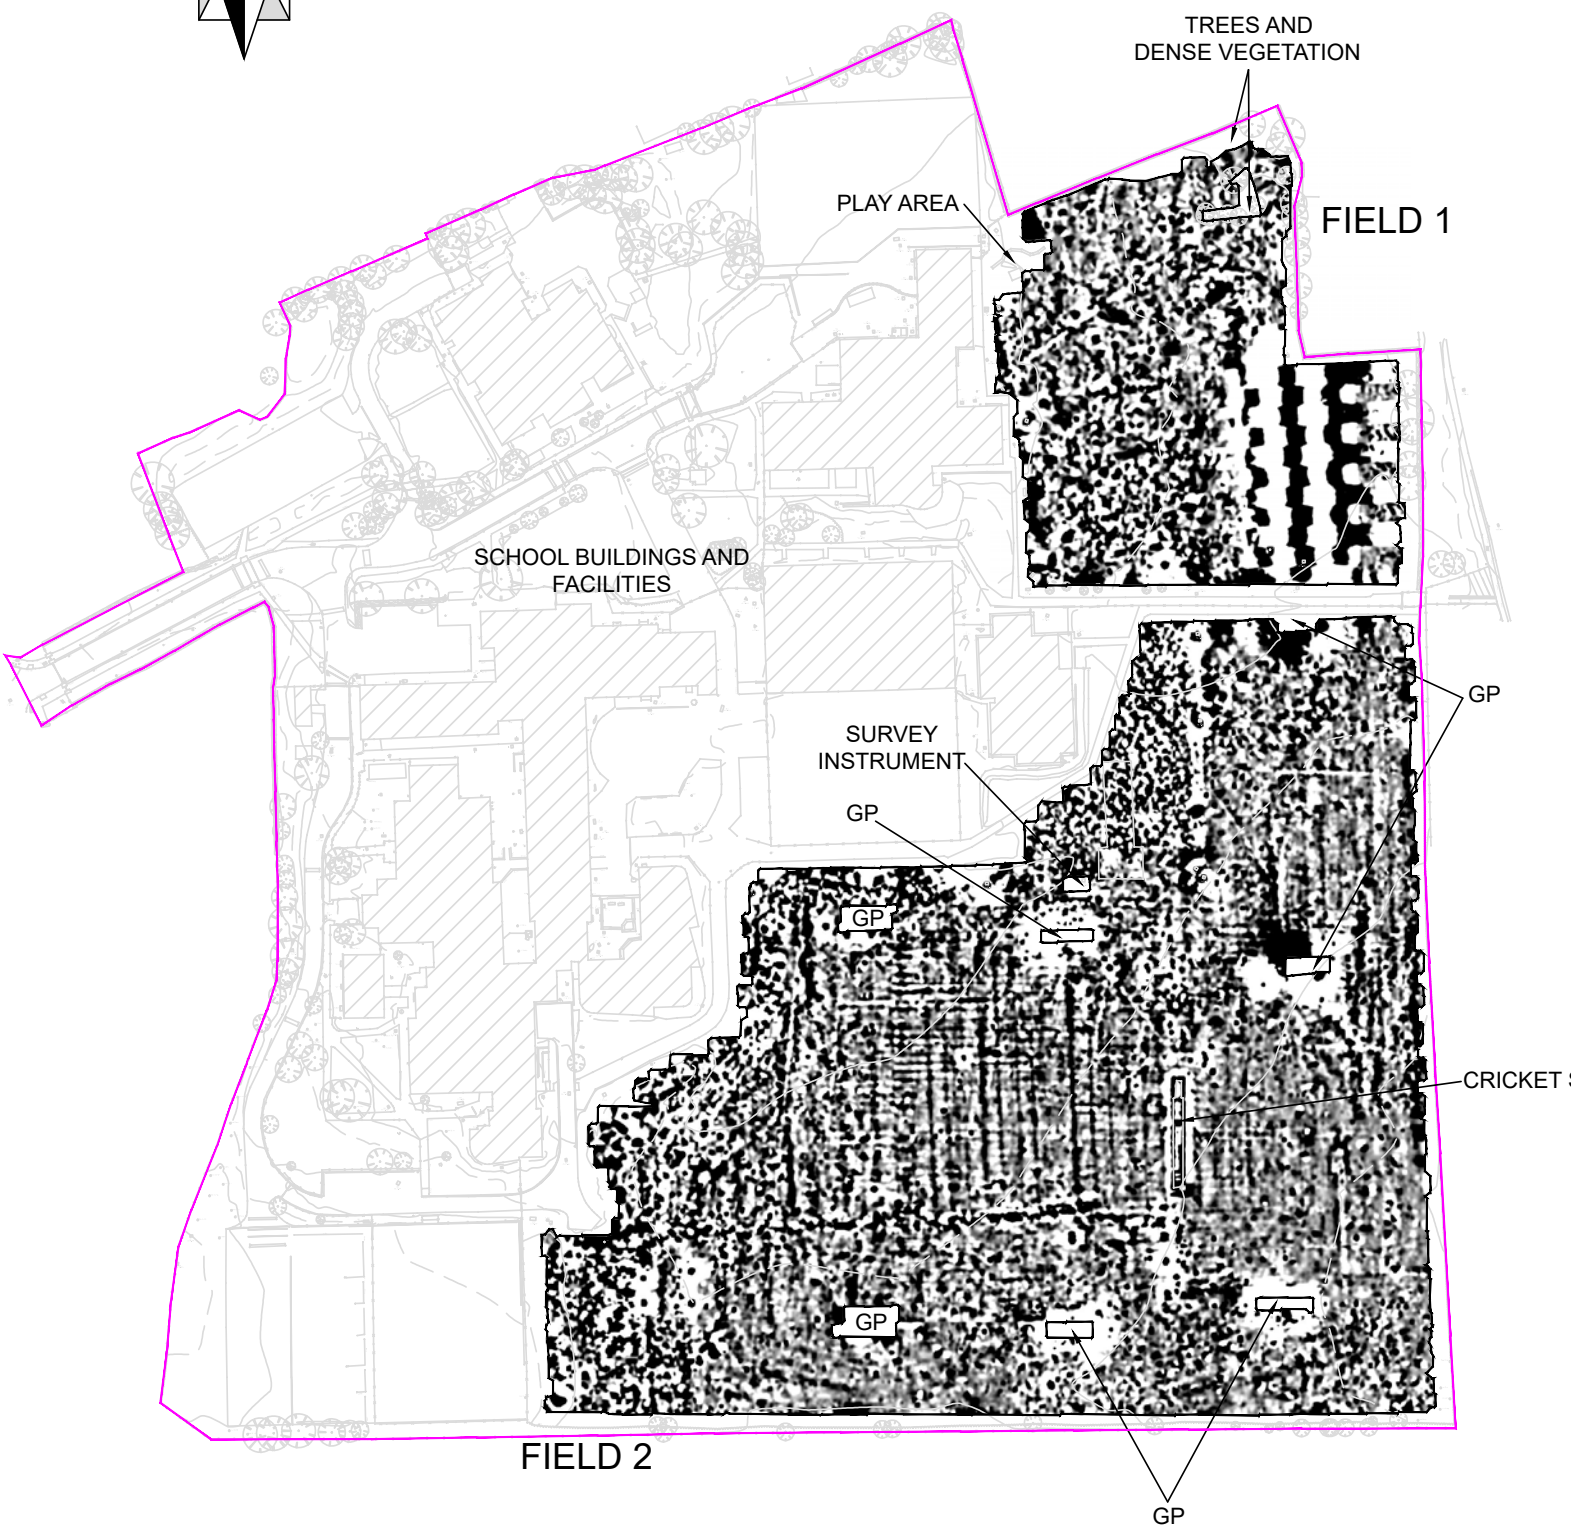 TREES AND
DENSE VEGETATION
PLAY AREA
FIELD 1
SCHOOL BUILDINGS AND
FACILITIES
GP
SURVEY
INSTRUMENT
GP
GP
CRICKET
GP
FIELD 2
GP